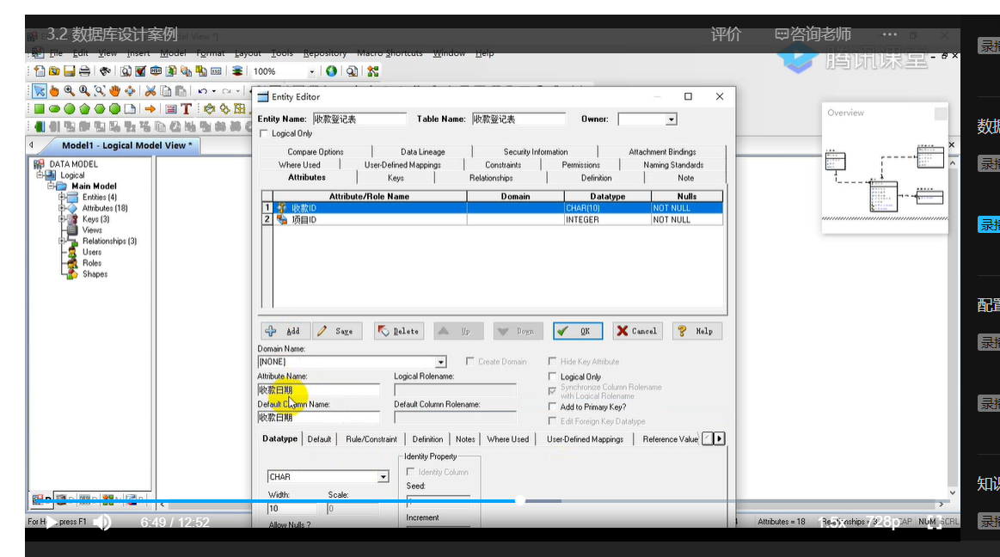 3.2 数据库设计案例
评价
咨询老师
File Edit View Insert Model Format Layout Tools Repository Macro Shortcuts Window Help
腾讯课堂
100%
Model1 - Logical Model View *
DATA MODEL
Logical
Main Model
Entities (4)
Attributes (18)
Keys (3)
Views
Relationships (3)
Users
Roles
Shapes
Entity Editor
Entity Name: 收款登记表 Table Name: 收款登记表 Owner:
Logical Only
Compare Options Data Lineage Security Information Attachment Bindings
Where Used User-Defined Mappings Constraints Permissions Naming Standards
Attributes Keys Relationships Definition Note
Attribute/Role Name Domain Datatype Nulls
1 收款ID CHAR(10) NOT NULL
2 项目ID INTEGER NOT NULL
Add Save Delete Up Down OK Cancel Help
Domain Name:
(NONE) Create Domain Hide Key Attribute
Attribute Name: Logical Rolename: Logical Only
收款日期 Synchronize Column Rolename
with Logical Rolename
Default Column Name: Default Column Rolename: Add to Primary Key?
收款日期 Edit Foreign Key Datatype
Datatype Default Rule/Constraint Definition Notes Where Used User-Defined Mappings Reference Value
Identity Property
CHAR Identity Column
Width: Scale: Seed:
10 0
Increment
Allow Nulls ?
Overview
数据
录播
录播
配置
录播
录播
知识
录播
For H press F1
6:49 / 12:52
Attributes = 18 Relationships = 3 CAP NUM SCRL
1.5x 728p